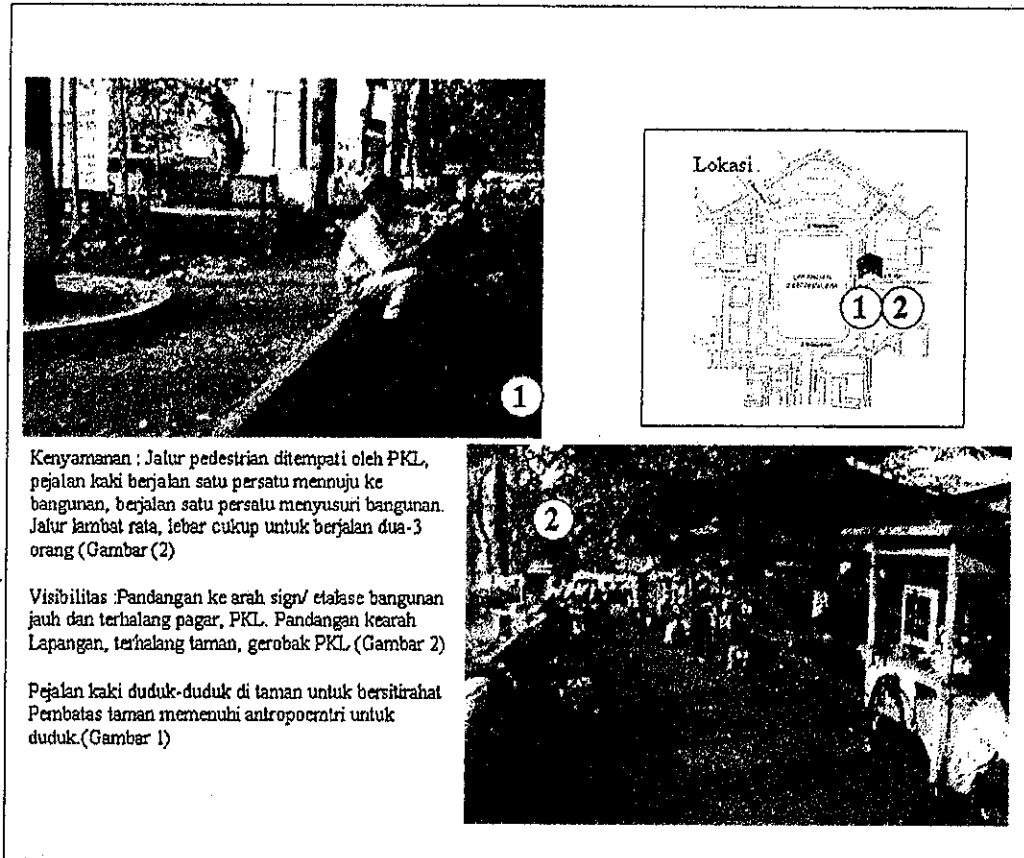 Lokasi.
1
2
1
Kenyamanan : Jalur pedestrian ditempati oleh PKL,
pejalan kaki berjalan satu persatu mennuju ke
bangunan, berjalan satu persatu menyusuri bangunan.
Jalur lambat rata, lebar cukup untuk berjalan dua-3
orang (Gambar (2)
2
Visibilitas :Pandangan ke arah sign/ etalase bangunan
jauh dan terhalang pagar, PKL. Pandangan kearah
Lapangan, terhalang taman, gerobak PKL (Gambar 2)
Pejalan kaki duduk-duduk di taman untuk bersitirahat
Pembatas taman memenuhi antropoemtri untuk
duduk.(Gambar 1)